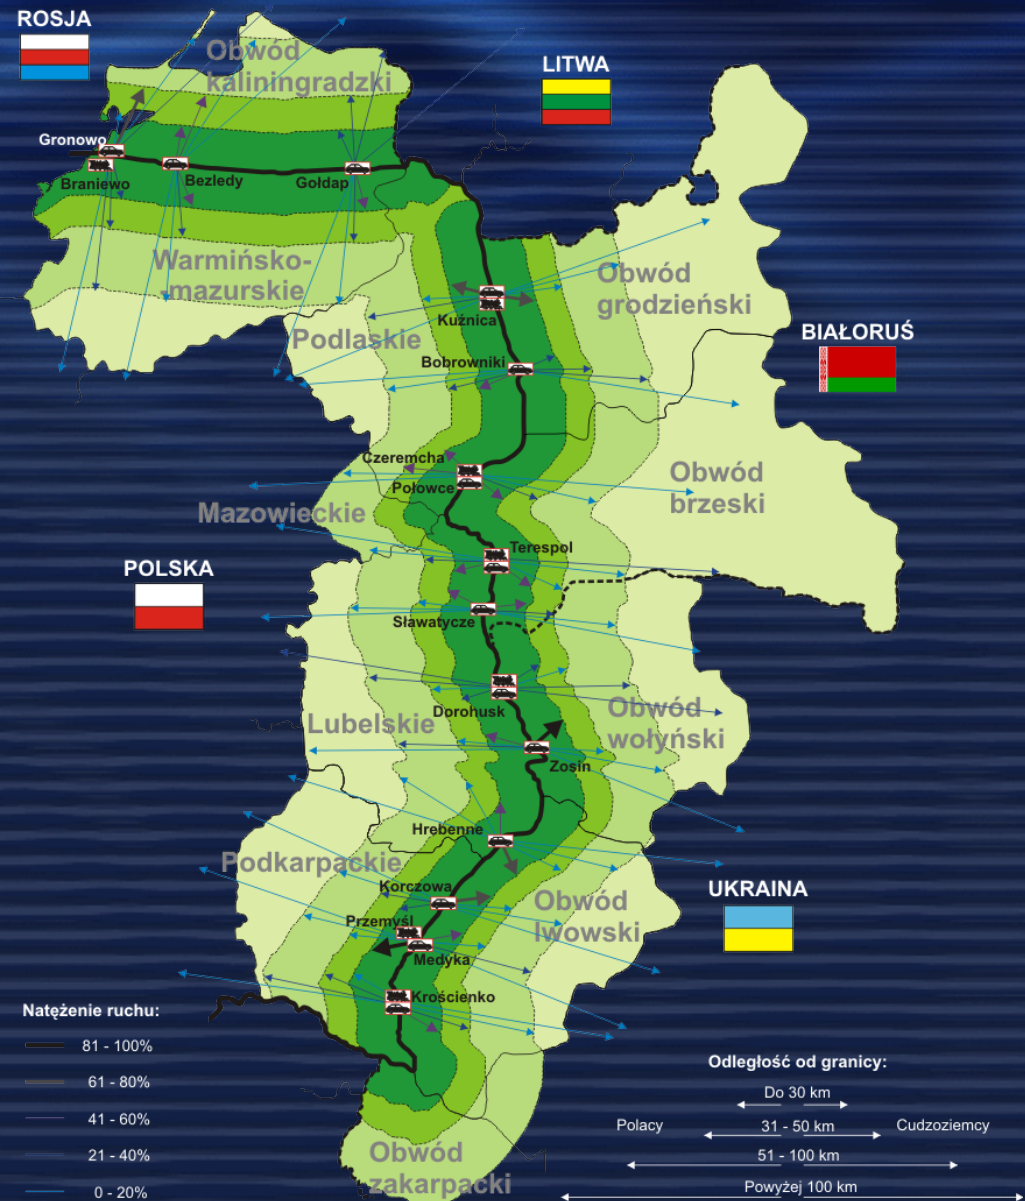 ROSJA
Obwód
kaliningradzki
LITWA
Gronowo
Braniewo
Bezledy
Gołdap
Warmińsko-
-mazurskie
Obwód
grodzieński
Kuźnica
Podlaskie
BIAŁORUŚ
Bobrowniki
Czeremcha
Połowce
Obwód
brzeski
Mazowieckie
Terespol
POLSKA
Sławatycze
Dorohusk
Lubelskie
Obwód
wołyński
Zosin
Hrebenne
Podkarpackie
Korczowa
UKRAINA
Obwód
lwowski
Przemyśl
Medyka
Krościenko
Natężenie ruchu:
81 - 100%
61 - 80%
41 - 60%
21 - 40%
0 - 20%
Odległość od granicy:
Do 30 km
Polacy
31 - 50 km
Cudzoziemcy
51 - 100 km
Powyżej 100 km
Obwód
zakarpacki